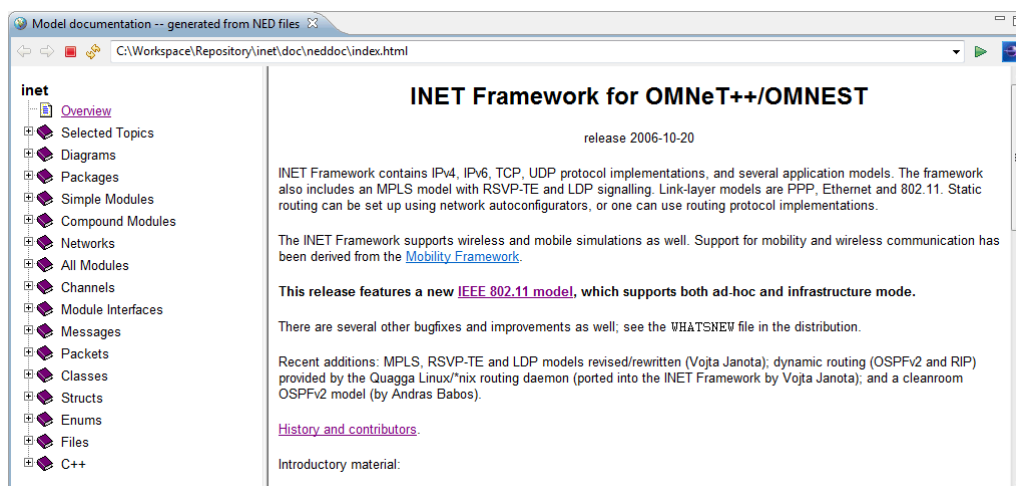 Model documentation -- generated from NED files
C:\Workspace\Repository\inet\doc\neddoc\index.html
inet
Overview
Selected Topics
Diagrams
Packages
Simple Modules
Compound Modules
Networks
All Modules
Channels
Module Interfaces
Messages
Packets
Classes
Structs
Enums
Files
C++
INET Framework for OMNeT++/OMNEST
release 2006-10-20
INET Framework contains IPv4, IPv6, TCP, UDP protocol implementations, and several application models. The framework
also includes an MPLS model with RSVP-TE and LDP signalling. Link-layer models are PPP, Ethernet and 802.11. Static
routing can be set up using network autoconfigurators, or one can use routing protocol implementations.
The INET Framework supports wireless and mobile simulations as well. Support for mobility and wireless communication has
been derived from the Mobility Framework.
This release features a new IEEE 802.11 model, which supports both ad-hoc and infrastructure mode.
There are several other bugfixes and improvements as well; see the WHATSNEW file in the distribution.
Recent additions: MPLS, RSVP-TE and LDP models revised/rewritten (Vojta Janota); dynamic routing (OSPFv2 and RIP)
provided by the Quagga Linux/*nix routing daemon (ported into the INET Framework by Vojta Janota); and a cleanroom
OSPFv2 model (by Andras Babos).
History and contributors.
Introductory material: